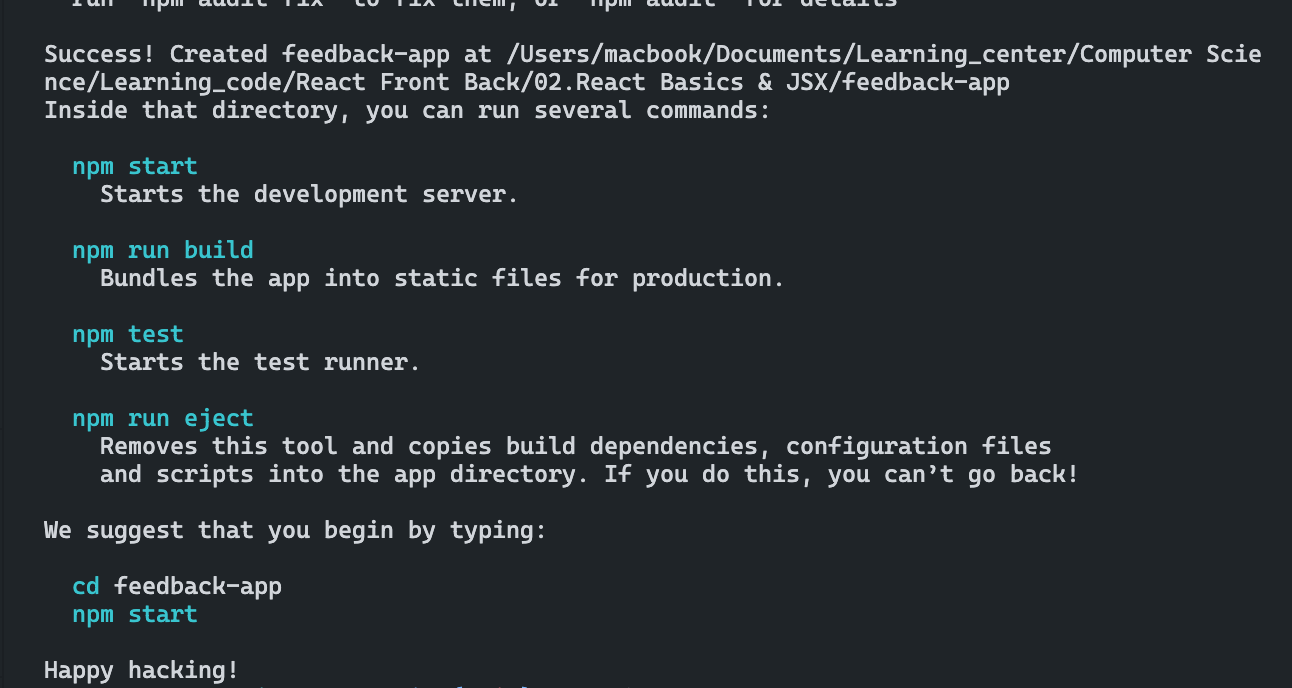 run `npm audit fix` to fix them, or `npm audit` for details
Success! Created feedback-app at /Users/macbook/Documents/Learning_center/Computer Scie
nce/Learning_code/React Front Back/02.React Basics & JSX/feedback-app
Inside that directory, you can run several commands:
npm start
Starts the development server.
npm run build
Bundles the app into static files for production.
npm test
Starts the test runner.
npm run eject
Removes this tool and copies build dependencies, configuration files
and scripts into the app directory. If you do this, you can’t go back!
We suggest that you begin by typing:
cd feedback-app
npm start
Happy hacking!